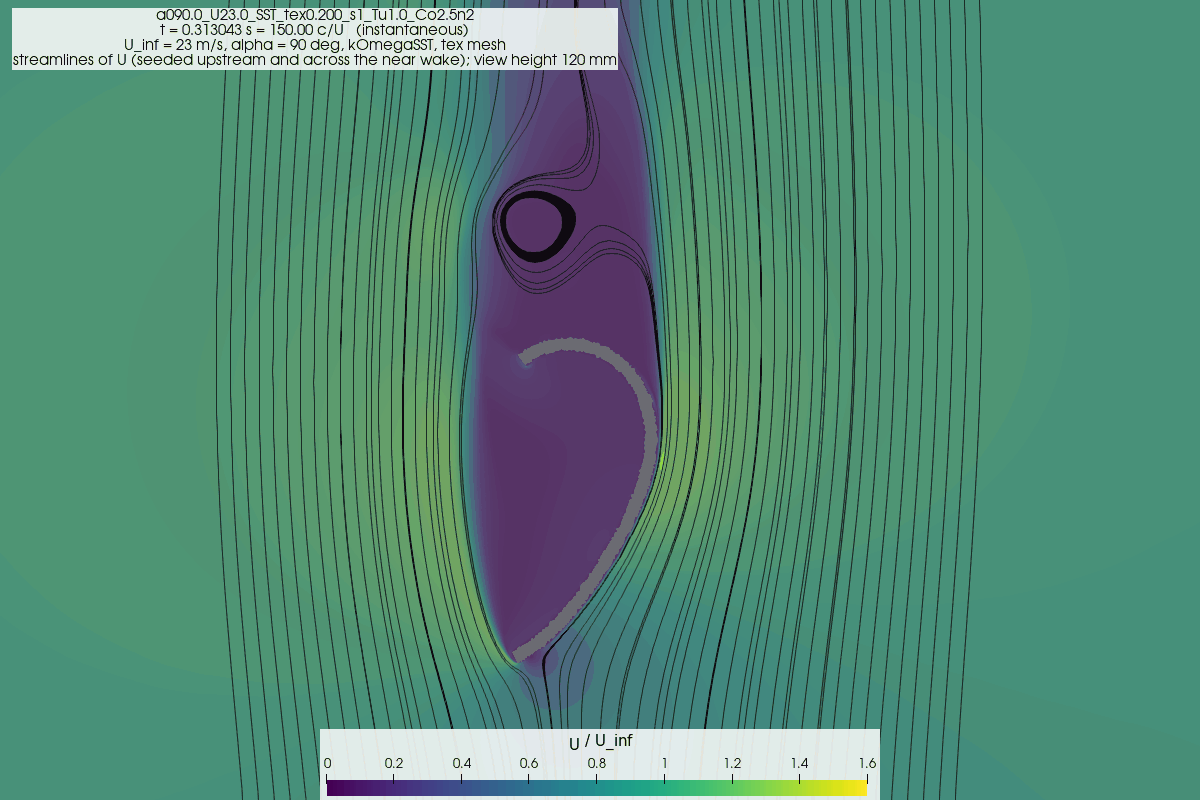 a090.0_U23.0_SST_tex0.200_s1_Tu1.0_Co2.5n2
t = 0.313043 s = 150.00 c/U (instantaneous)
U_inf = 23 m/s, alpha = 90 deg, kOmegaSST, tex mesh
streamlines of U (seeded upstream and across the near wake); view height 120 mm
U / U_inf
0 0.2 0.4 0.6 0.8 1 1.2 1.4 1.6